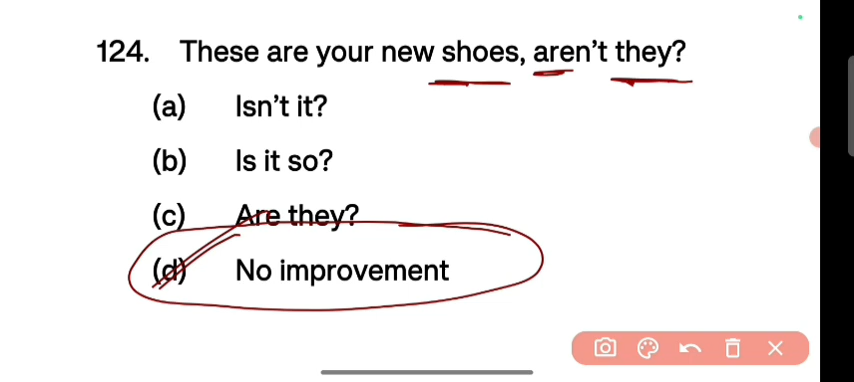 124. These are your new shoes, aren't they?
(a) Isn't it?
(b) Is it so?
(c) Are they?
(d) No improvement